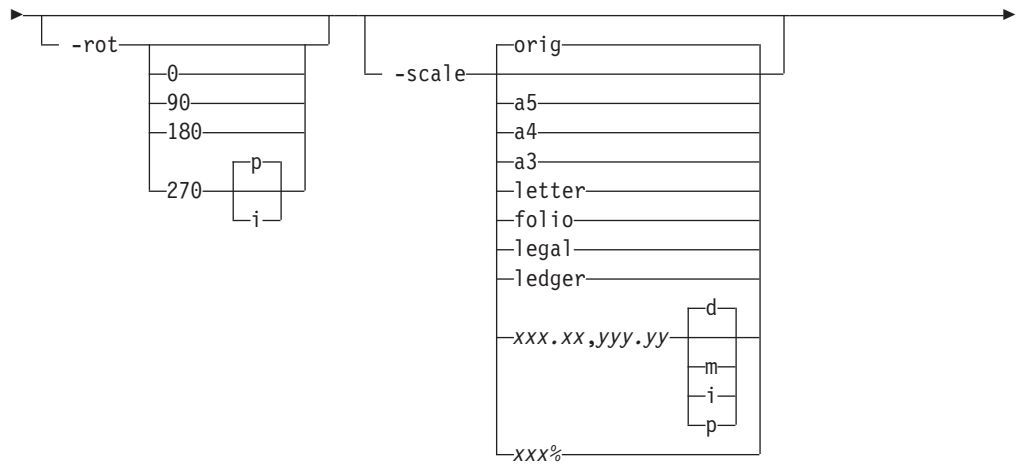 -rot
0
90
180
270
p
i
-scale
orig
a5
a4
a3
letter
folio
legal
ledger
xxx.xx,yyy.yy
d
m
i
p
xxx%